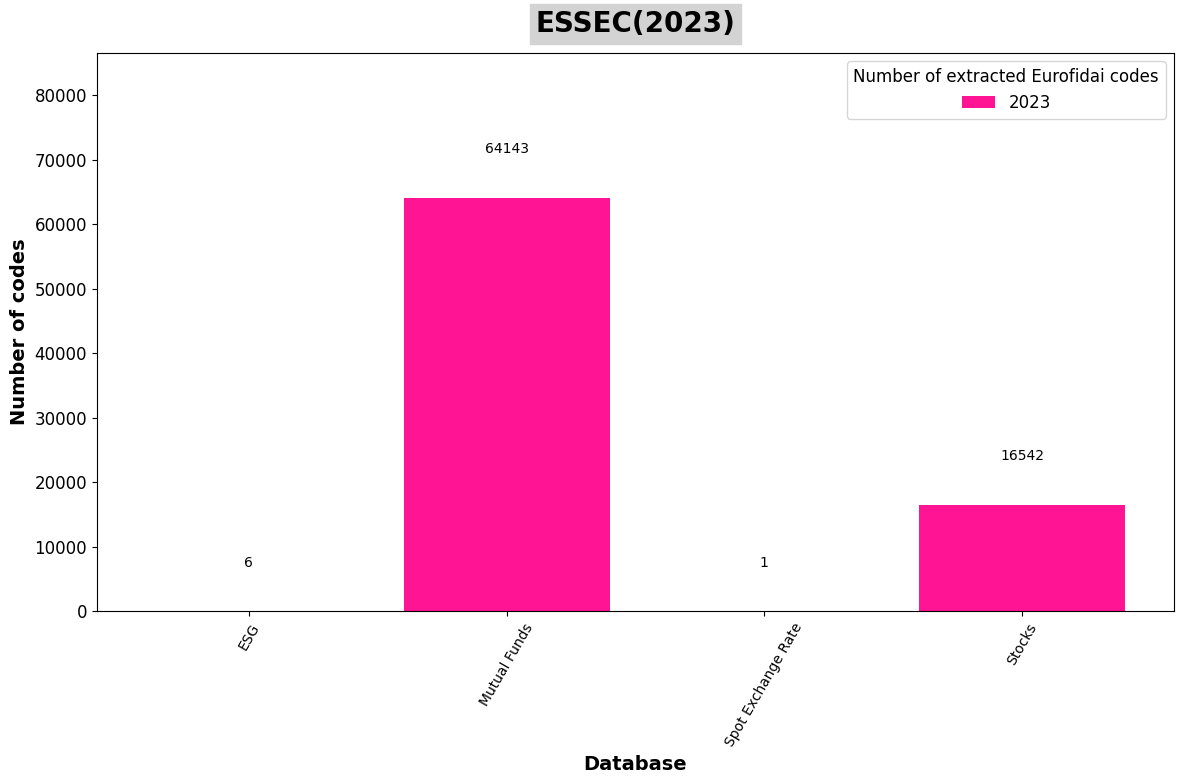 ESSEC(2023)
Number of extracted Eurofidai codes
2023
Number of codes
80000
70000
60000
50000
40000
30000
20000
10000
0
6
64143
1
16542
ESG
Mutual Funds
Spot Exchange Rate
Stocks
Database